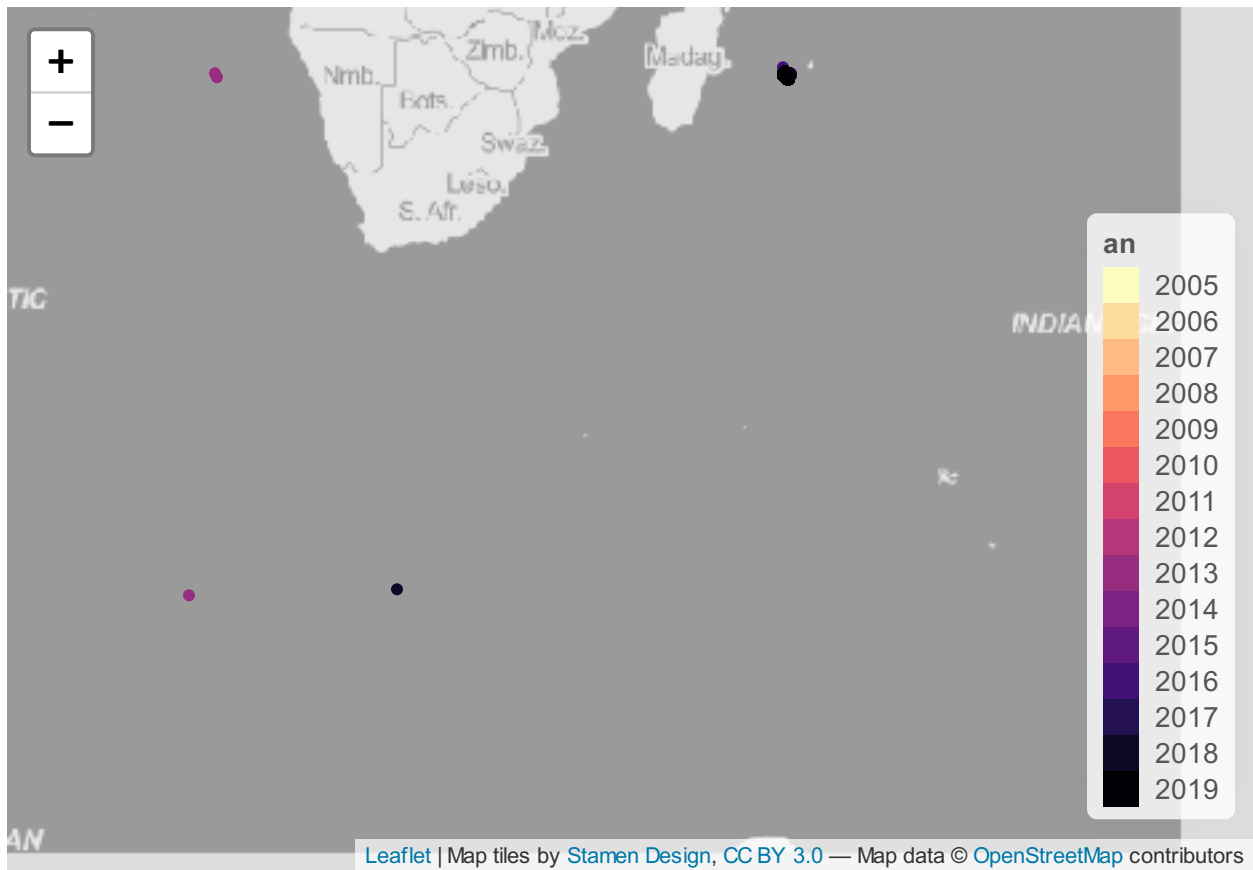 +
−
Moz.
Zimb.
Madag.
Nmb.
Bots.
Swaz.
Leso.
S. Afr.
an
2005
TIC
2006
INDIAN
2007
2008
2009
2010
2011
2012
2013
2014
2015
2016
2017
2018
2019
AN
Leaflet | Map tiles by Stamen Design, CC BY 3.0 — Map data © OpenStreetMap contributors